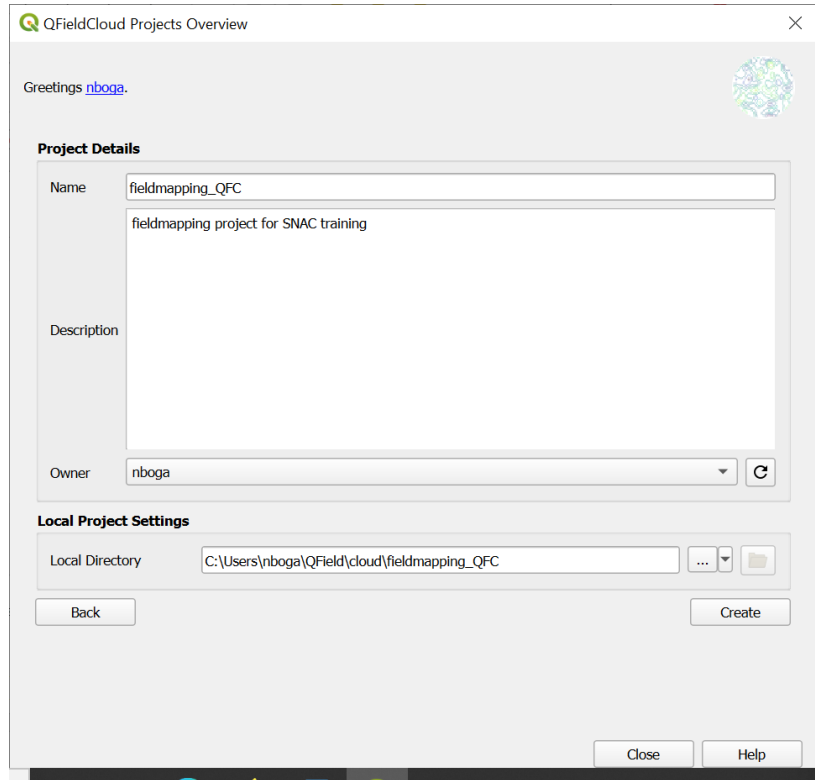 QFieldCloud Projects Overview
Greetings nboga.
Project Details
Name fieldmapping_QFC
Description fieldmapping project for SNAC training
Owner nboga
Local Project Settings
Local Directory C:\Users\nboga\QField\cloud\fieldmapping_QFC ...
Back Create
Close Help